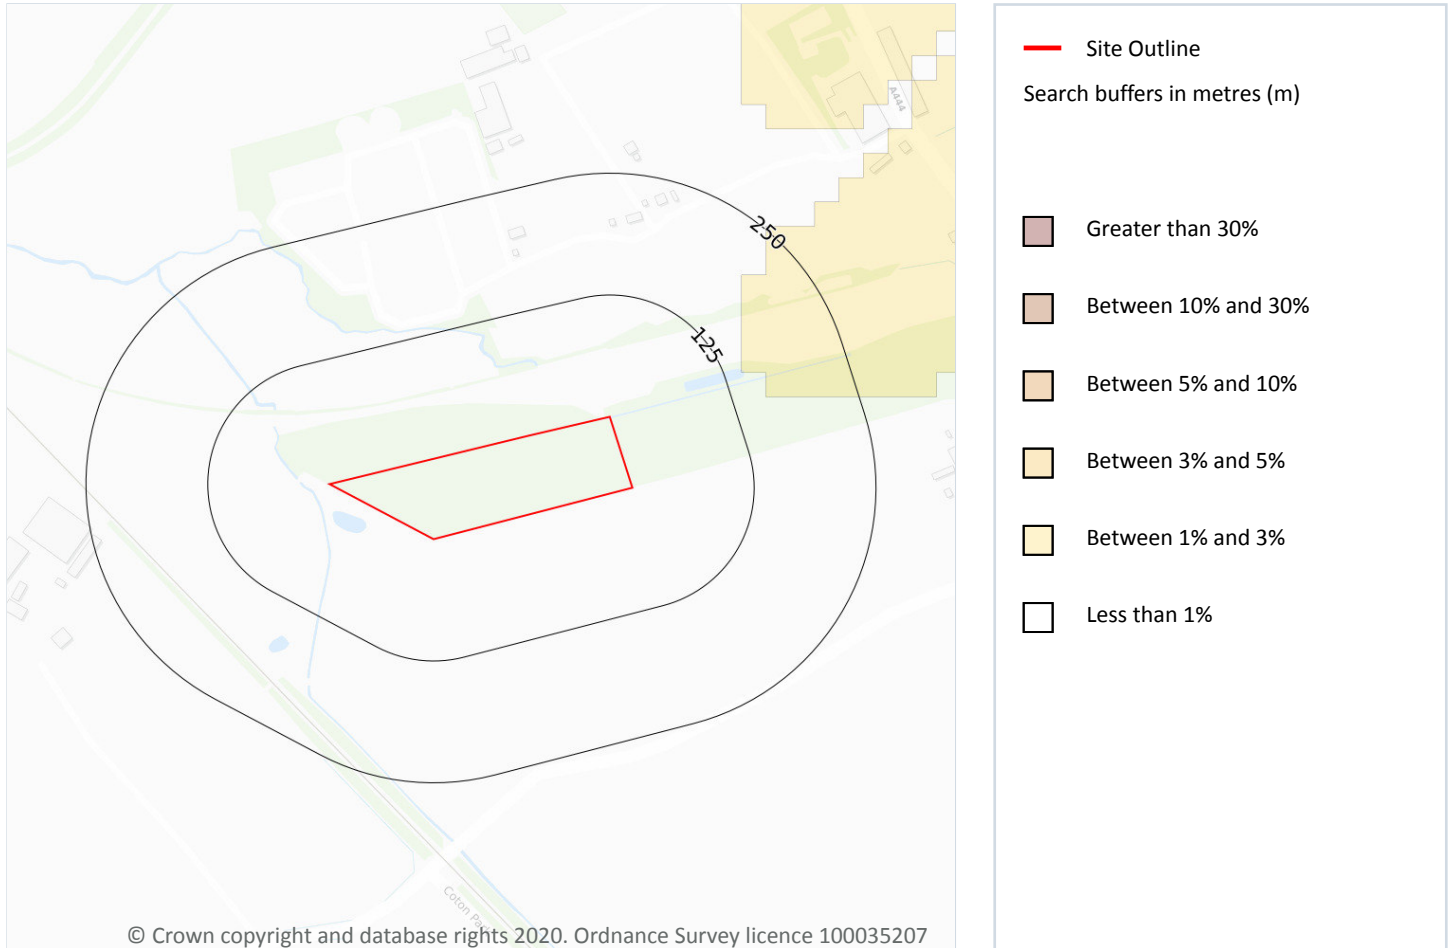 A444
250
125
Coton Park
© Crown copyright and database rights 2020. Ordnance Survey licence 100035207
Site Outline
Search buffers in metres (m)
Greater than 30%
Between 10% and 30%
Between 5% and 10%
Between 3% and 5%
Between 1% and 3%
Less than 1%